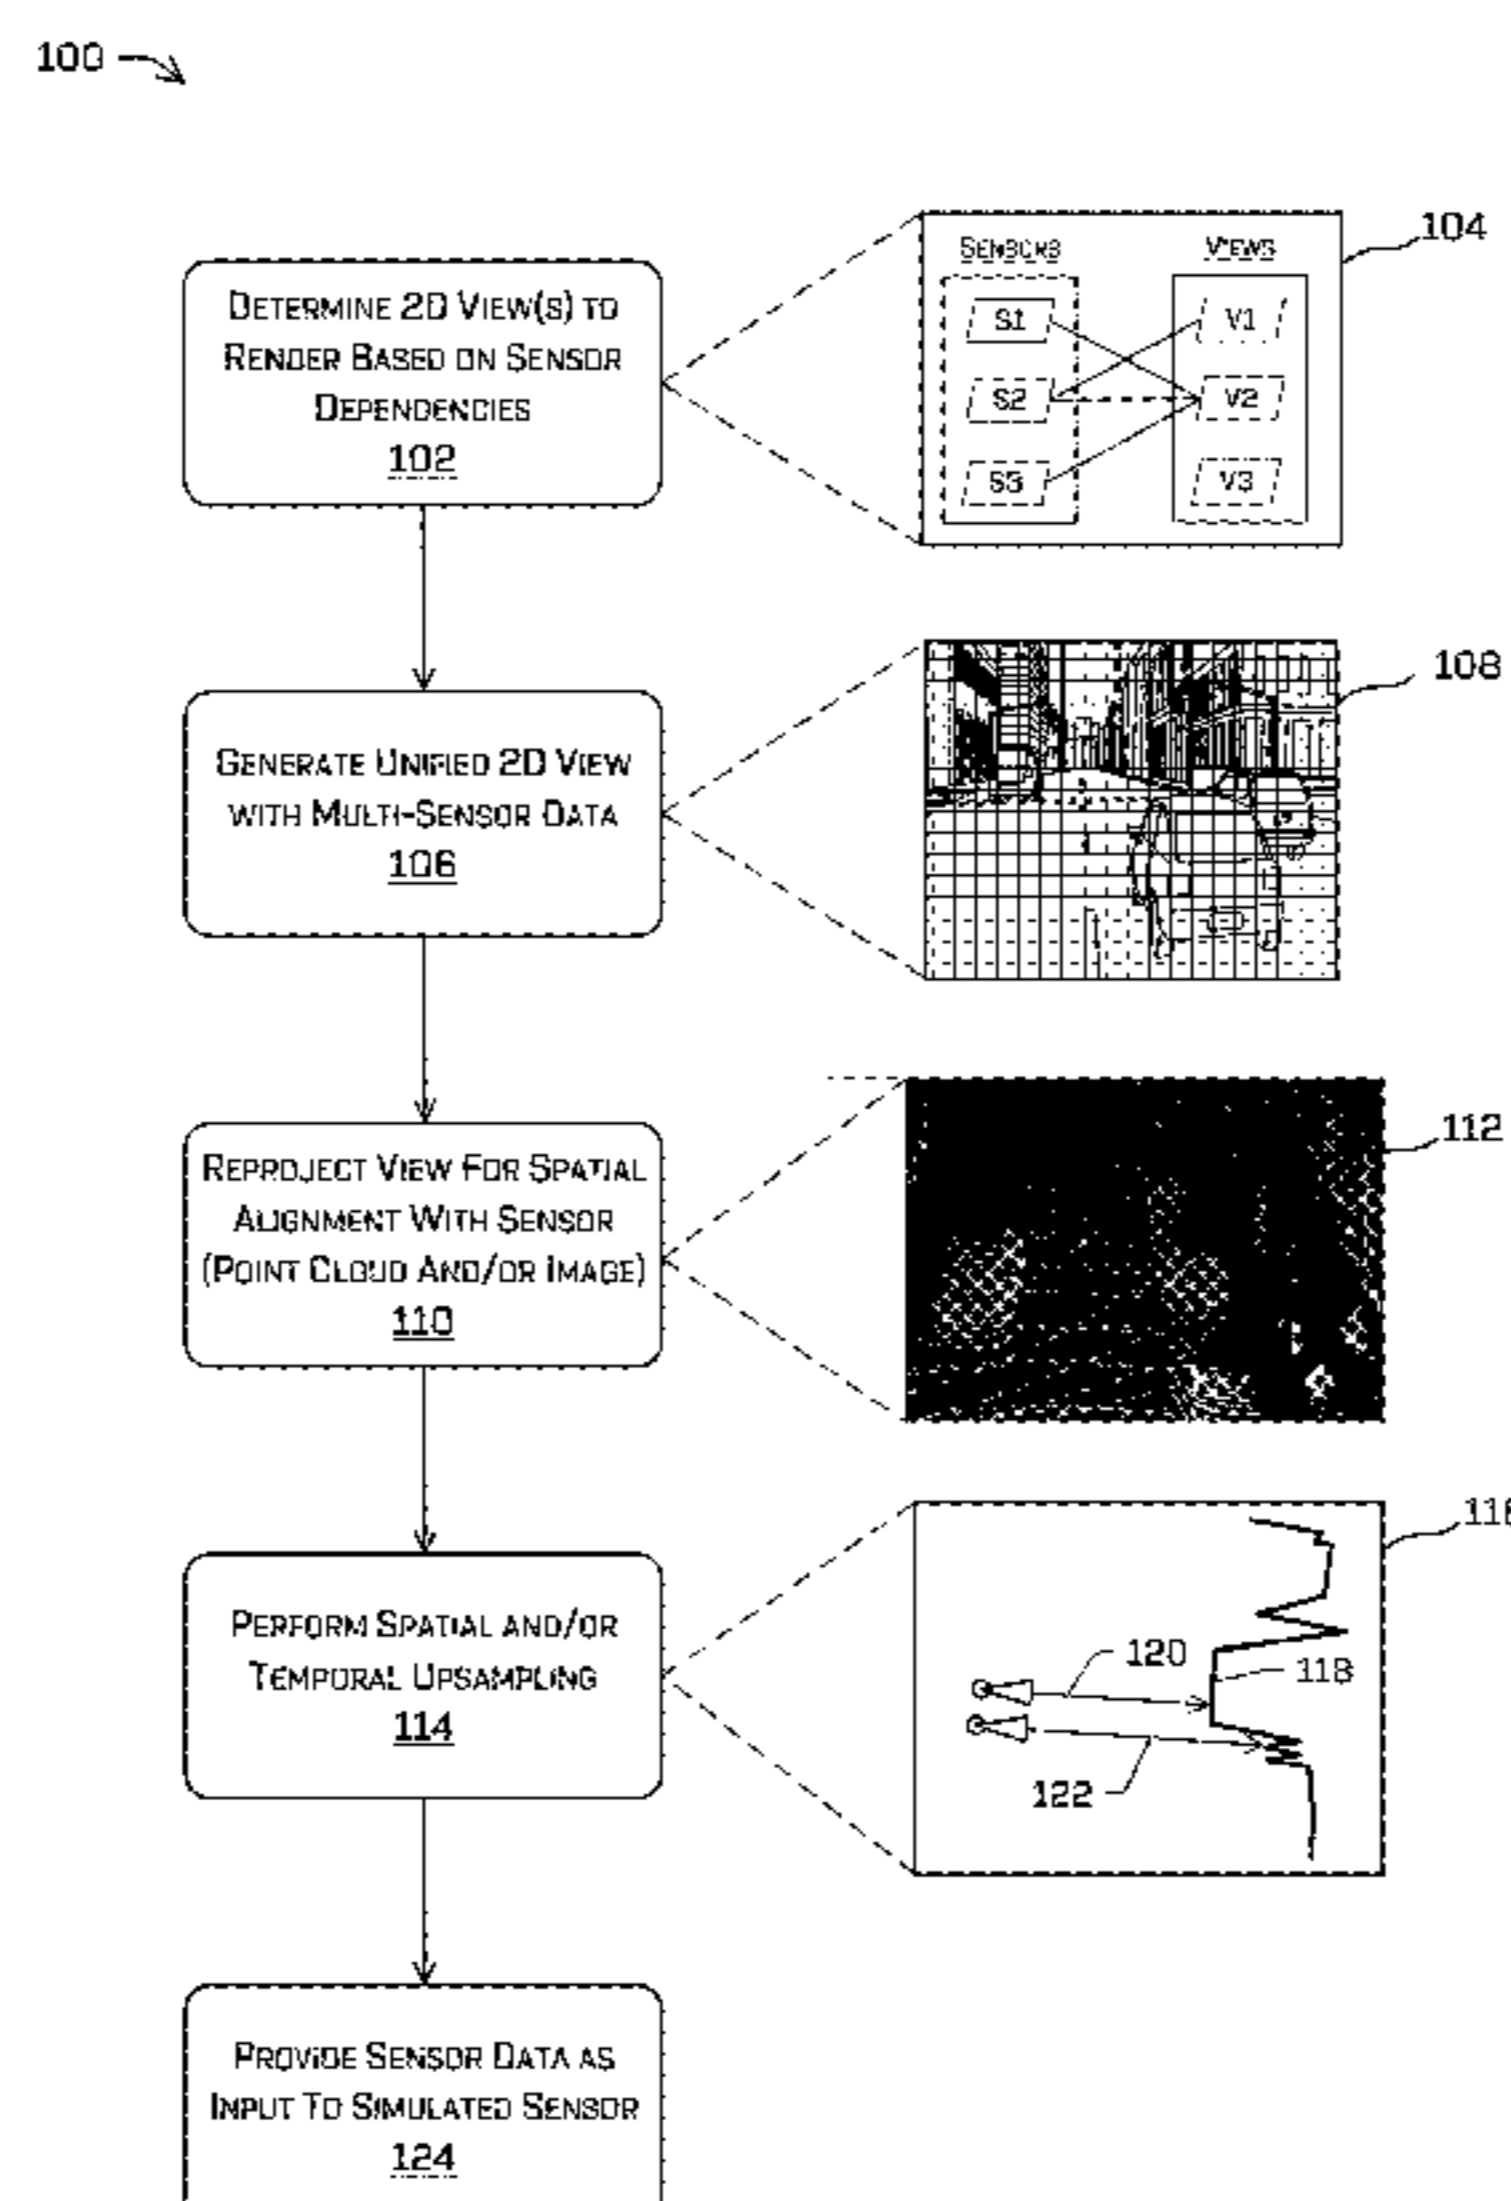 100
DETERMINE 2D VIEW(S) TO
RENDER BASED ON SENSOR
DEPENDENCIES
102
SENSORS
VIEWS
S1
V1
S2
V2
S3
V3
104
GENERATE UNIFIED 2D VIEW
WITH MULTI-SENSOR DATA
106
108
REPROJECT VIEW FOR SPATIAL
ALIGNMENT WITH SENSOR
(POINT CLOUD AND/OR IMAGE)
110
112
PERFORM SPATIAL AND/OR
TEMPORAL UPSAMPLING
114
120
118
122
PROVIDE SENSOR DATA AS
INPUT TO SIMULATED SENSOR
124